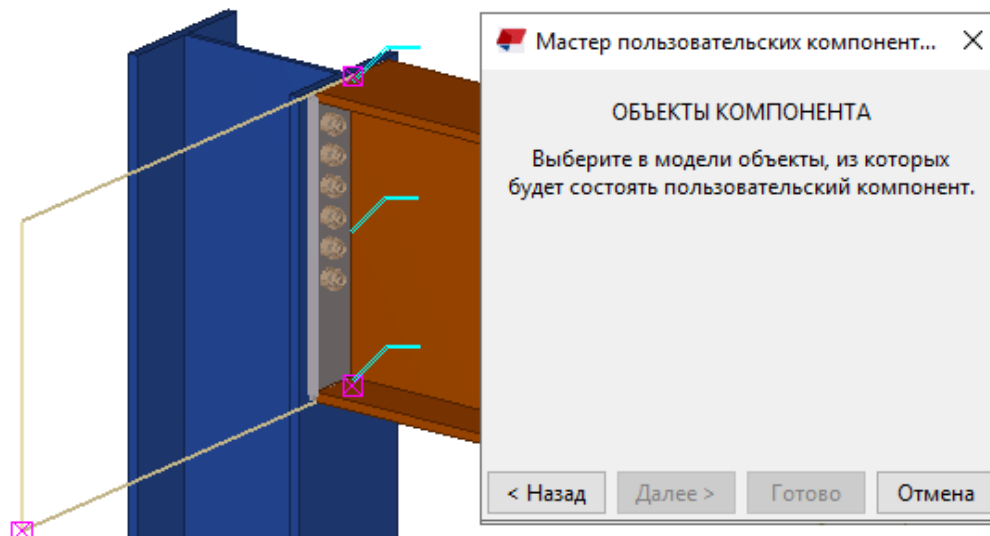 Мастер пользовательских компонент...
ОБЪЕКТЫ КОМПОНЕНТА
Выберите в модели объекты, из которых
будет состоять пользовательский компонент.
< Назад
Далее >
Готово
Отмена